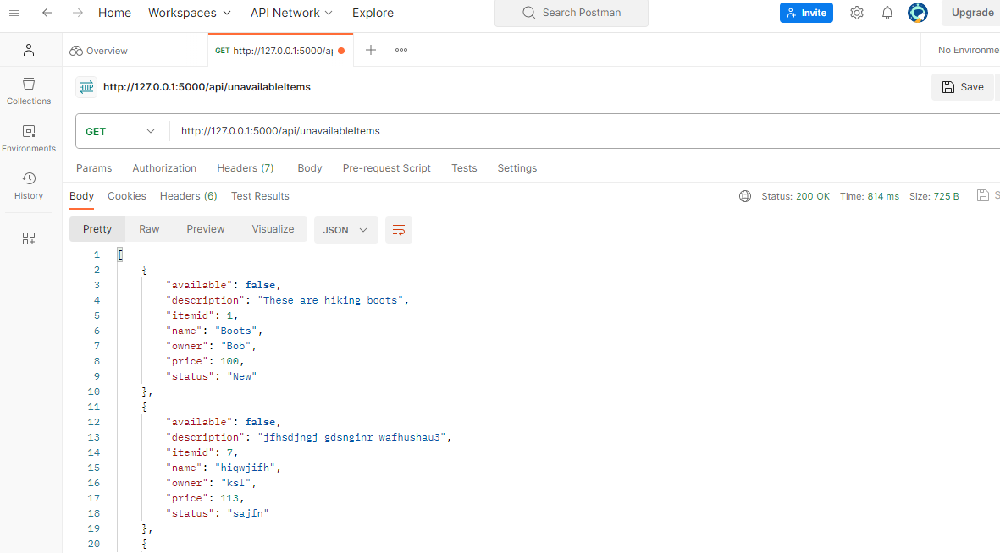 Home Workspaces API Network Explore Search Postman Invite Upgrade
Overview GET http://127.0.0.1:5000/ap No Environme
HTTP http://127.0.0.1:5000/api/unavailableItems Save
Collections
GET http://127.0.0.1:5000/api/unavailableItems
Environments
Params Authorization Headers (7) Body Pre-request Script Tests Settings
History
Body Cookies Headers (6) Test Results Status: 200 OK Time: 814 ms Size: 725 B S
Pretty Raw Preview Visualize JSON
1 [
2 {
3 "available": false,
4 "description": "These are hiking boots",
5 "itemid": 1,
6 "name": "Boots",
7 "owner": "Bob",
8 "price": 100,
9 "status": "New"
10 },
11 {
12 "available": false,
13 "description": "jfhsdjngj gdsnginr wafhushau3",
14 "itemid": 7,
15 "name": "hiqwjifh",
16 "owner": "ksl",
17 "price": 113,
18 "status": "sajfn"
19 },
20 {